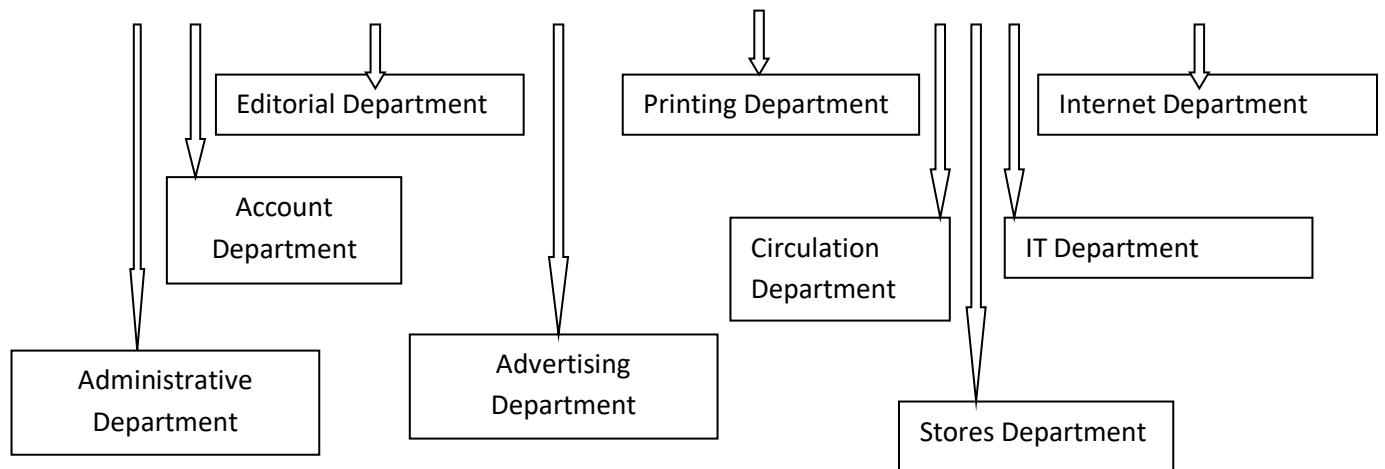 Editorial Department
Printing Department
Internet Department
Account
Department
Circulation
Department
IT Department
Administrative
Department
Advertising
Department
Stores Department